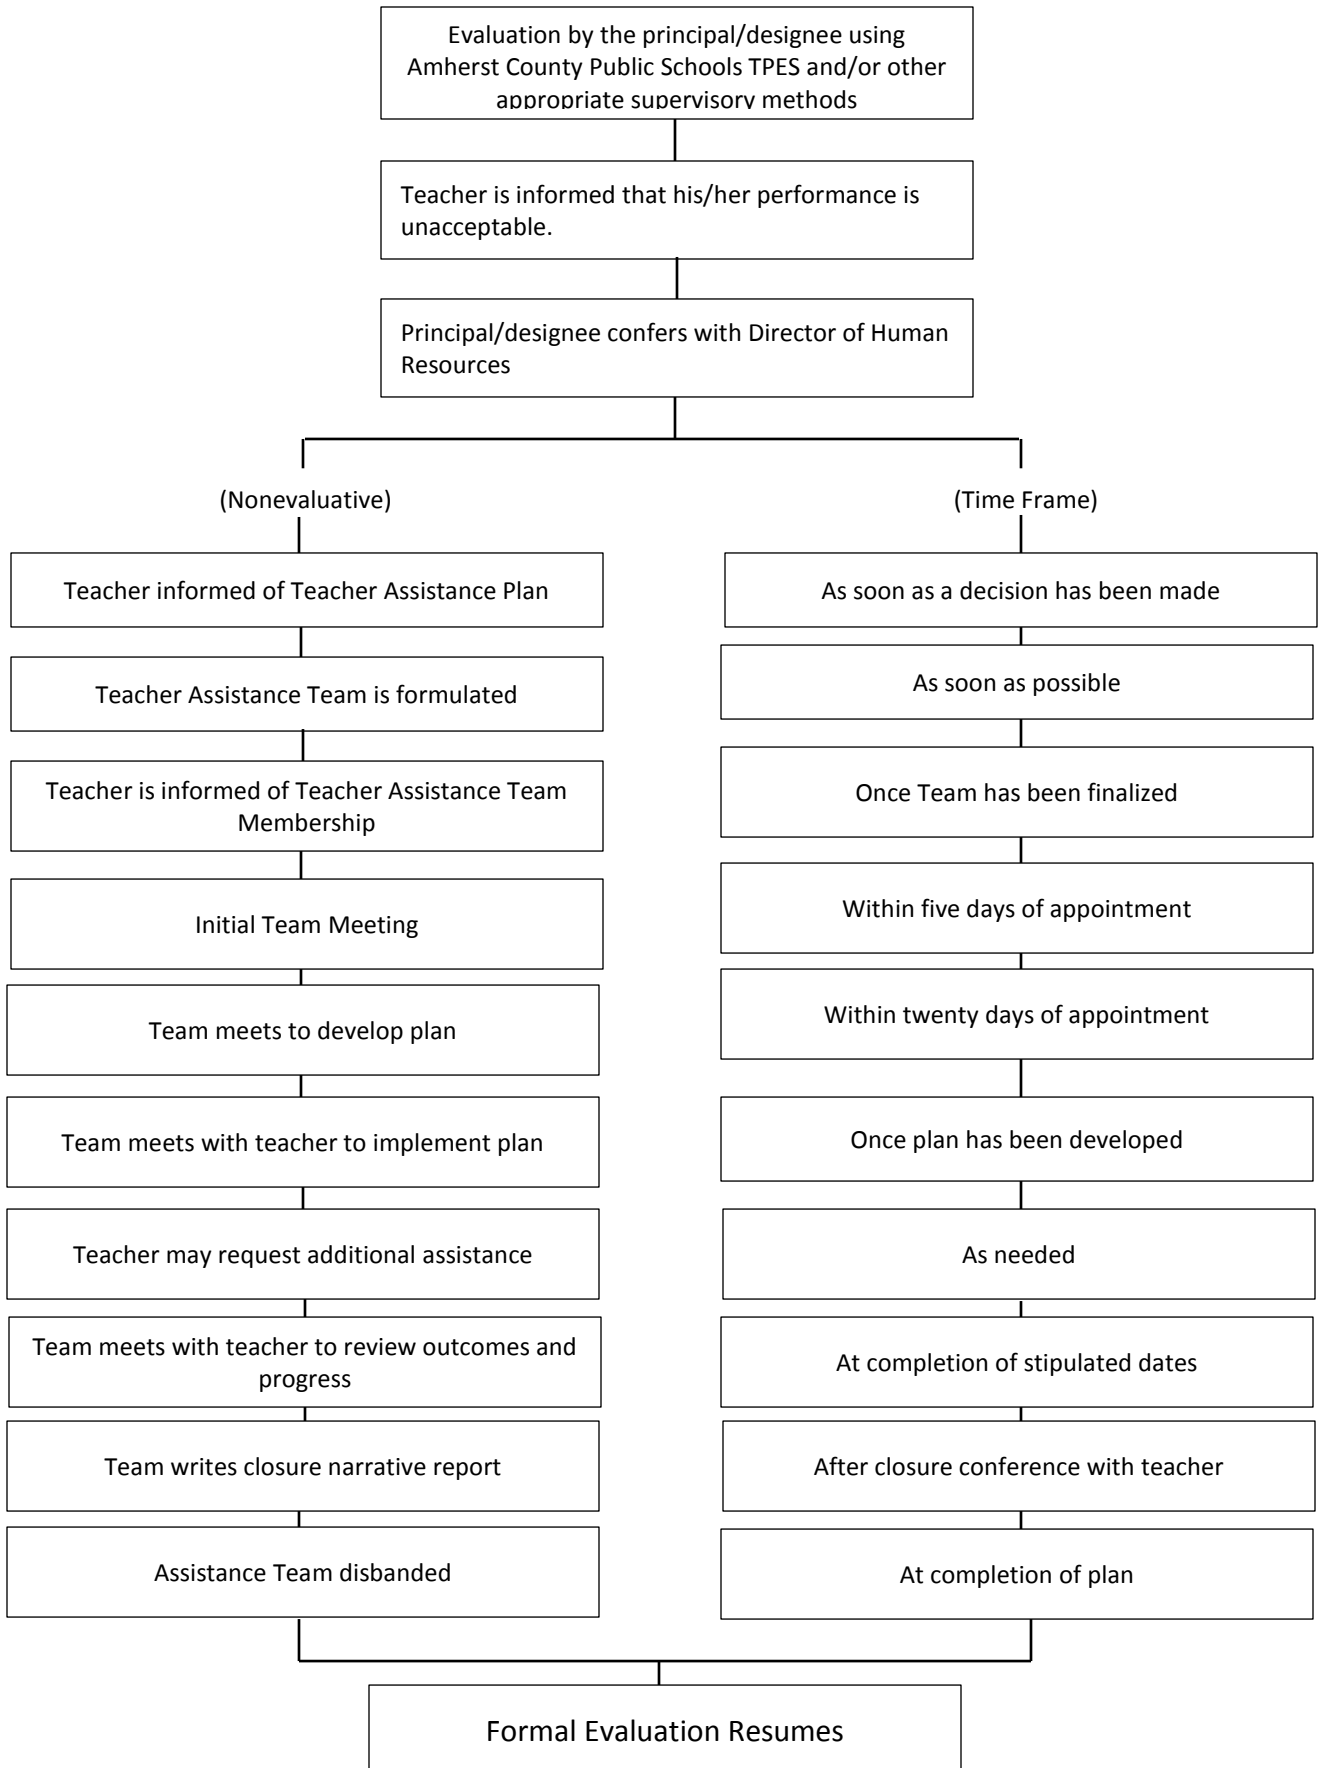 Evaluation by the principal/designee using
Amherst County Public Schools TPES and/or other
appropriate supervisory methods
Teacher is informed that his/her performance is
unacceptable.
Principal/designee confers with Director of Human
Resources
(Nonevaluative)
(Time Frame)
Teacher informed of Teacher Assistance Plan
As soon as a decision has been made
Teacher Assistance Team is formulated
As soon as possible
Teacher is informed of Teacher Assistance Team
Membership
Once Team has been finalized
Initial Team Meeting
Within five days of appointment
Team meets to develop plan
Within twenty days of appointment
Team meets with teacher to implement plan
Once plan has been developed
Teacher may request additional assistance
As needed
Team meets with teacher to review outcomes and
progress
At completion of stipulated dates
Team writes closure narrative report
After closure conference with teacher
Assistance Team disbanded
At completion of plan
Formal Evaluation Resumes